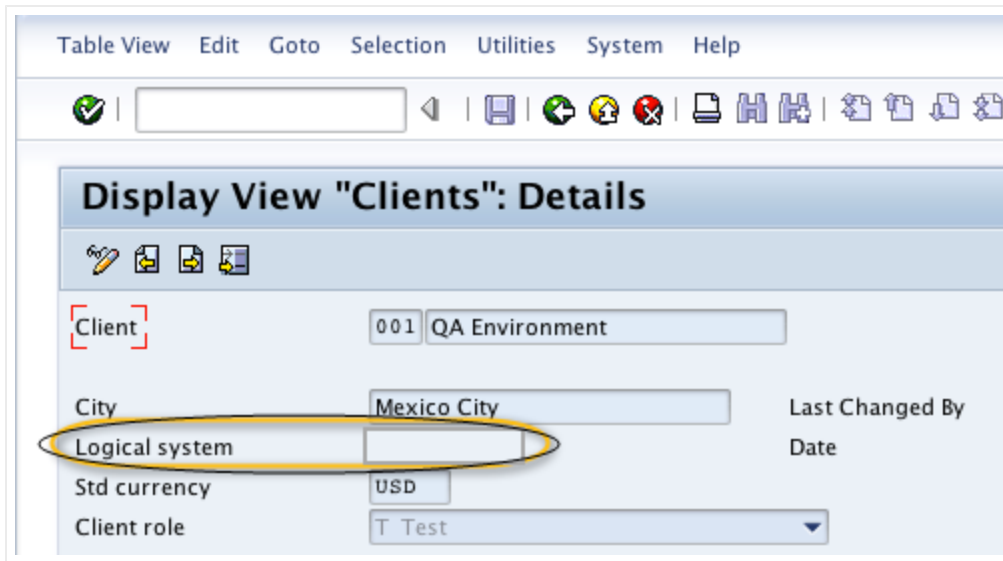 Table View Edit Goto Selection Utilities System Help
Display View "Clients": Details
Client 001 QA Environment
City Mexico City Last Changed By
Logical system Date
Std currency USD
Client role T Test